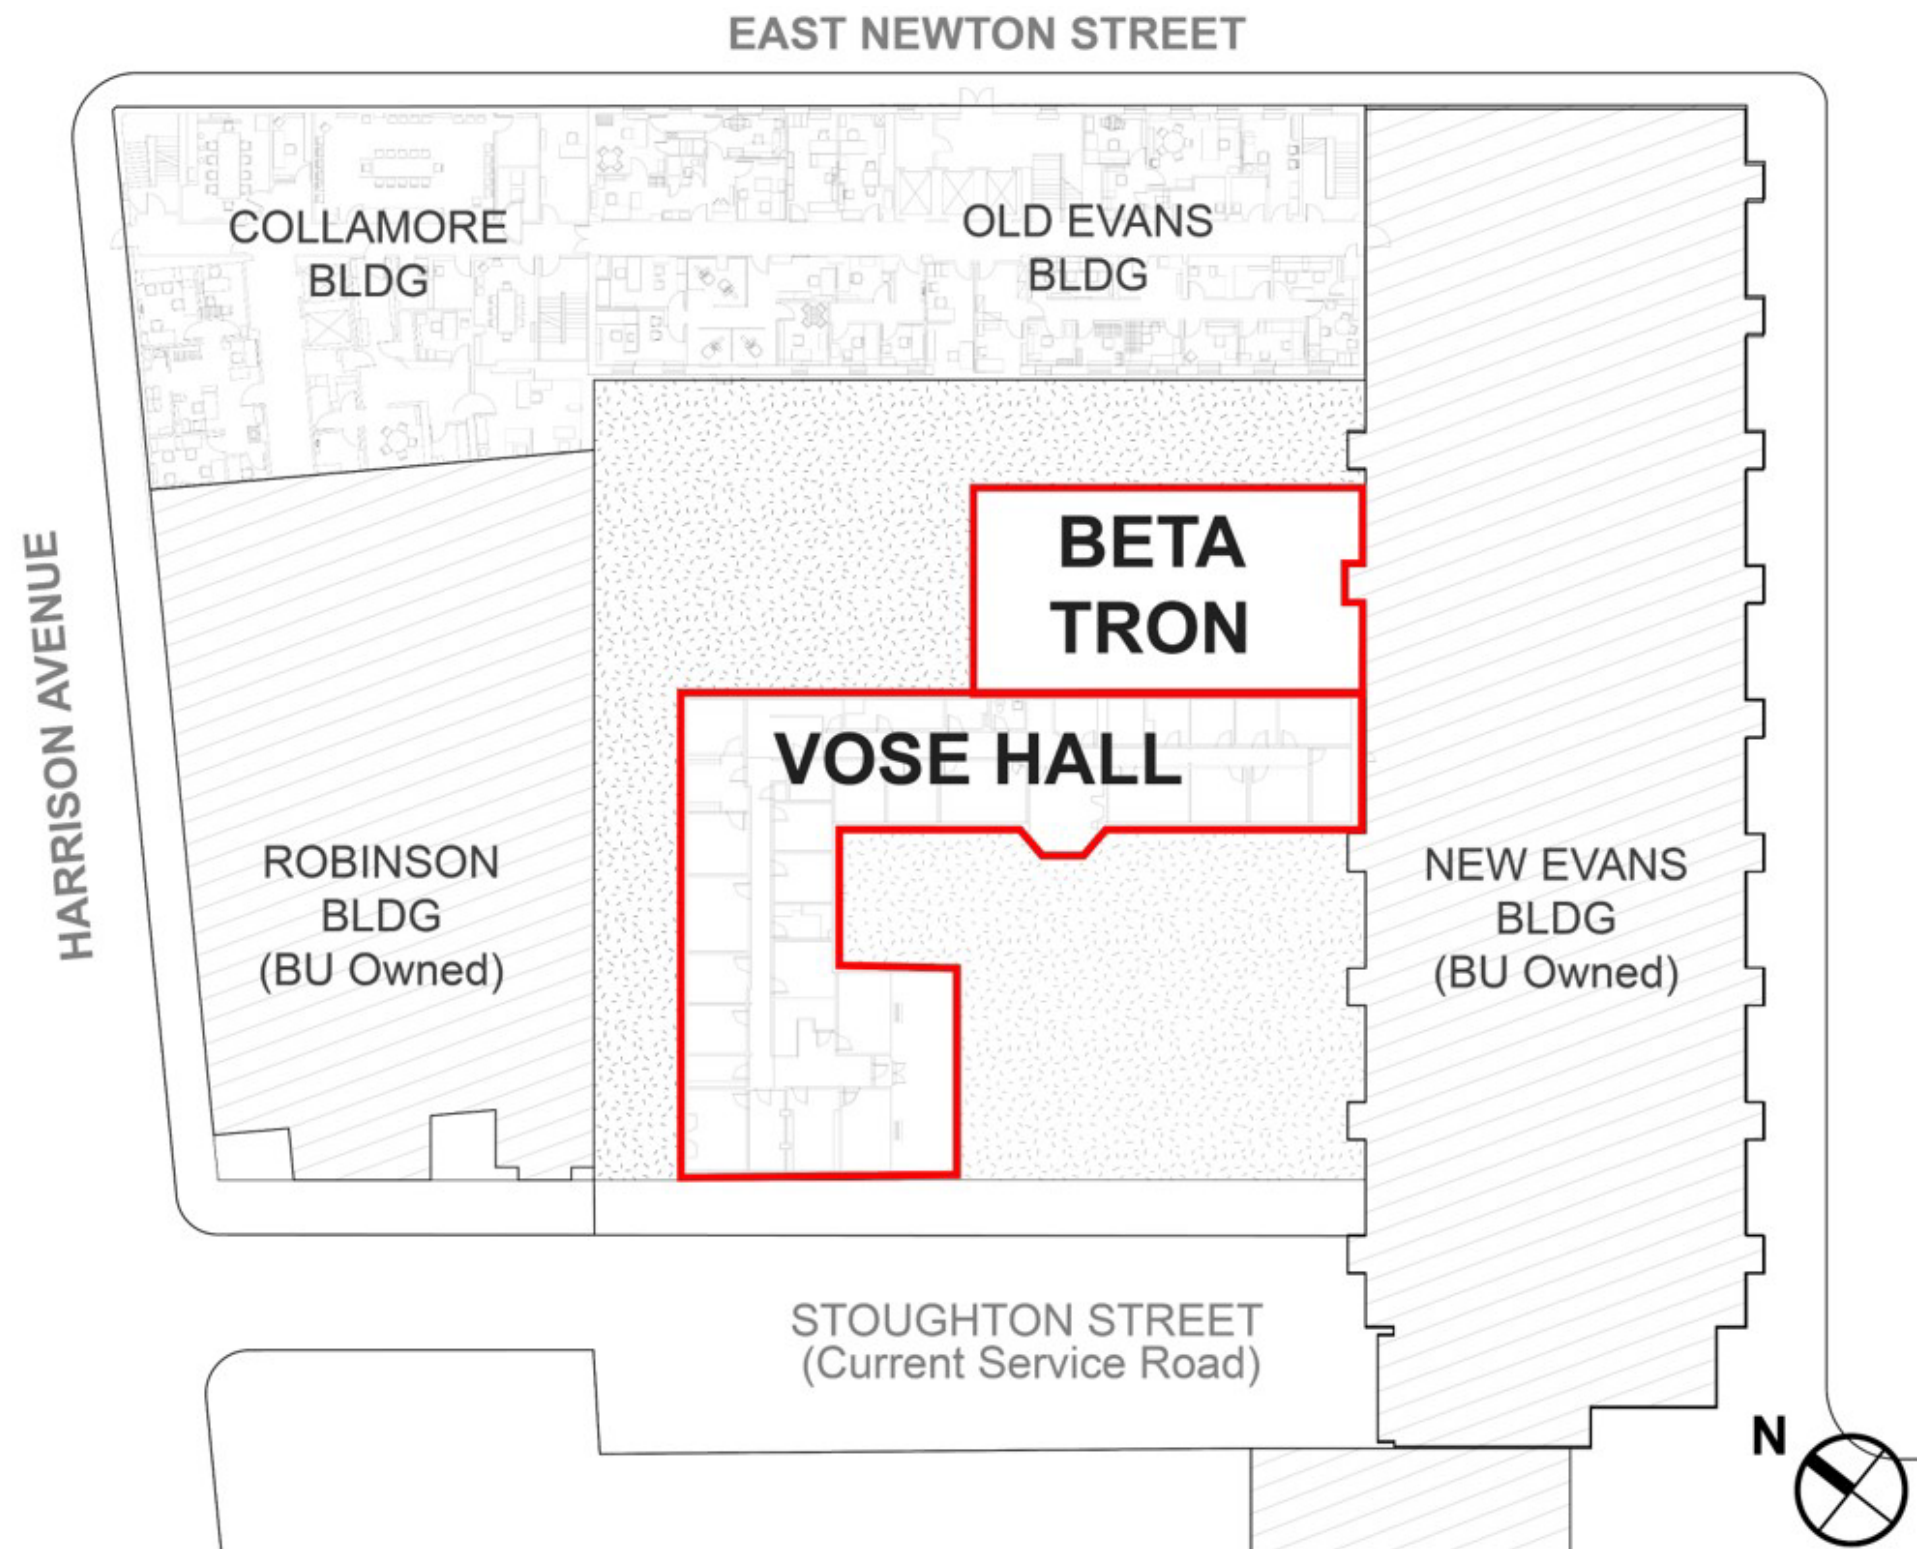 EAST NEWTON STREET
COLLAMORE
BLDG
OLD EVANS
BLDG
BETA
TRON
VOSE HALL
HARRISON AVENUE
ROBINSON
BLDG
(BU Owned)
NEW EVANS
BLDG
(BU Owned)
STOUGHTON STREET
(Current Service Road)
N